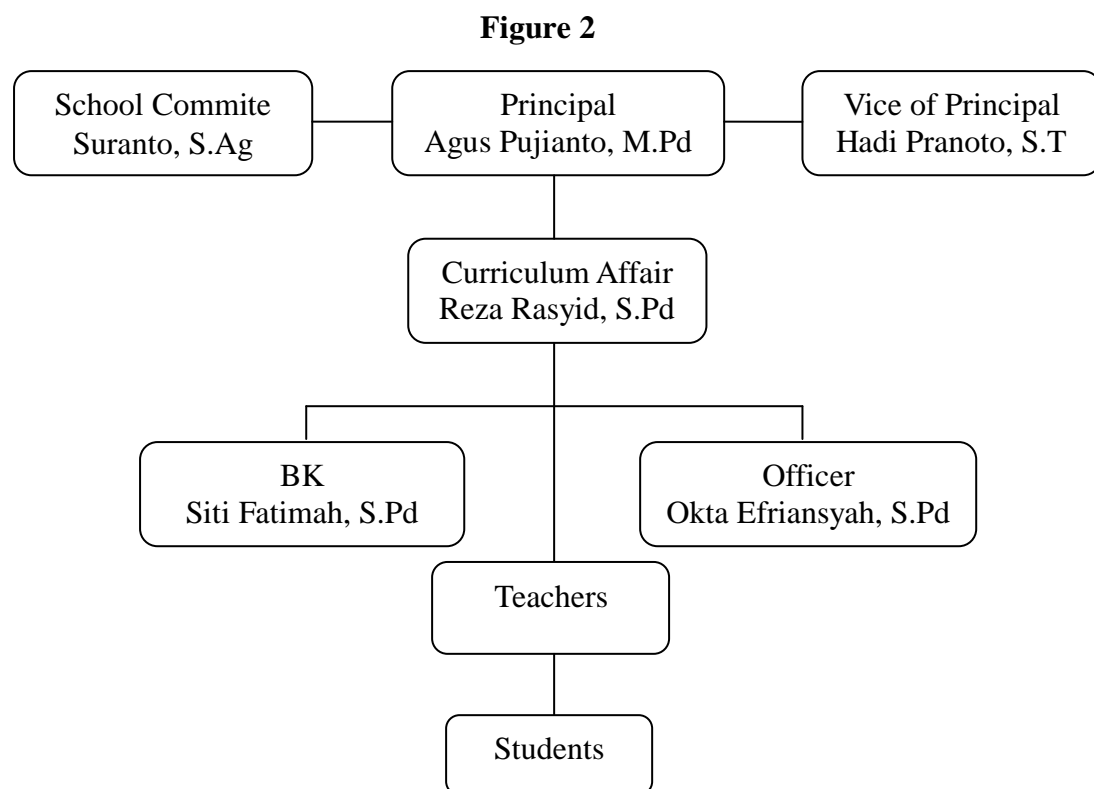 Figure 2
School Commite
Suranto, S.Ag
Principal
Agus Pujianto, M.Pd
Vice of Principal
Hadi Pranoto, S.T
Curriculum Affair
Reza Rasyid, S.Pd
BK
Siti Fatimah, S.Pd
Officer
Okta Efriansyah, S.Pd
Teachers
Students